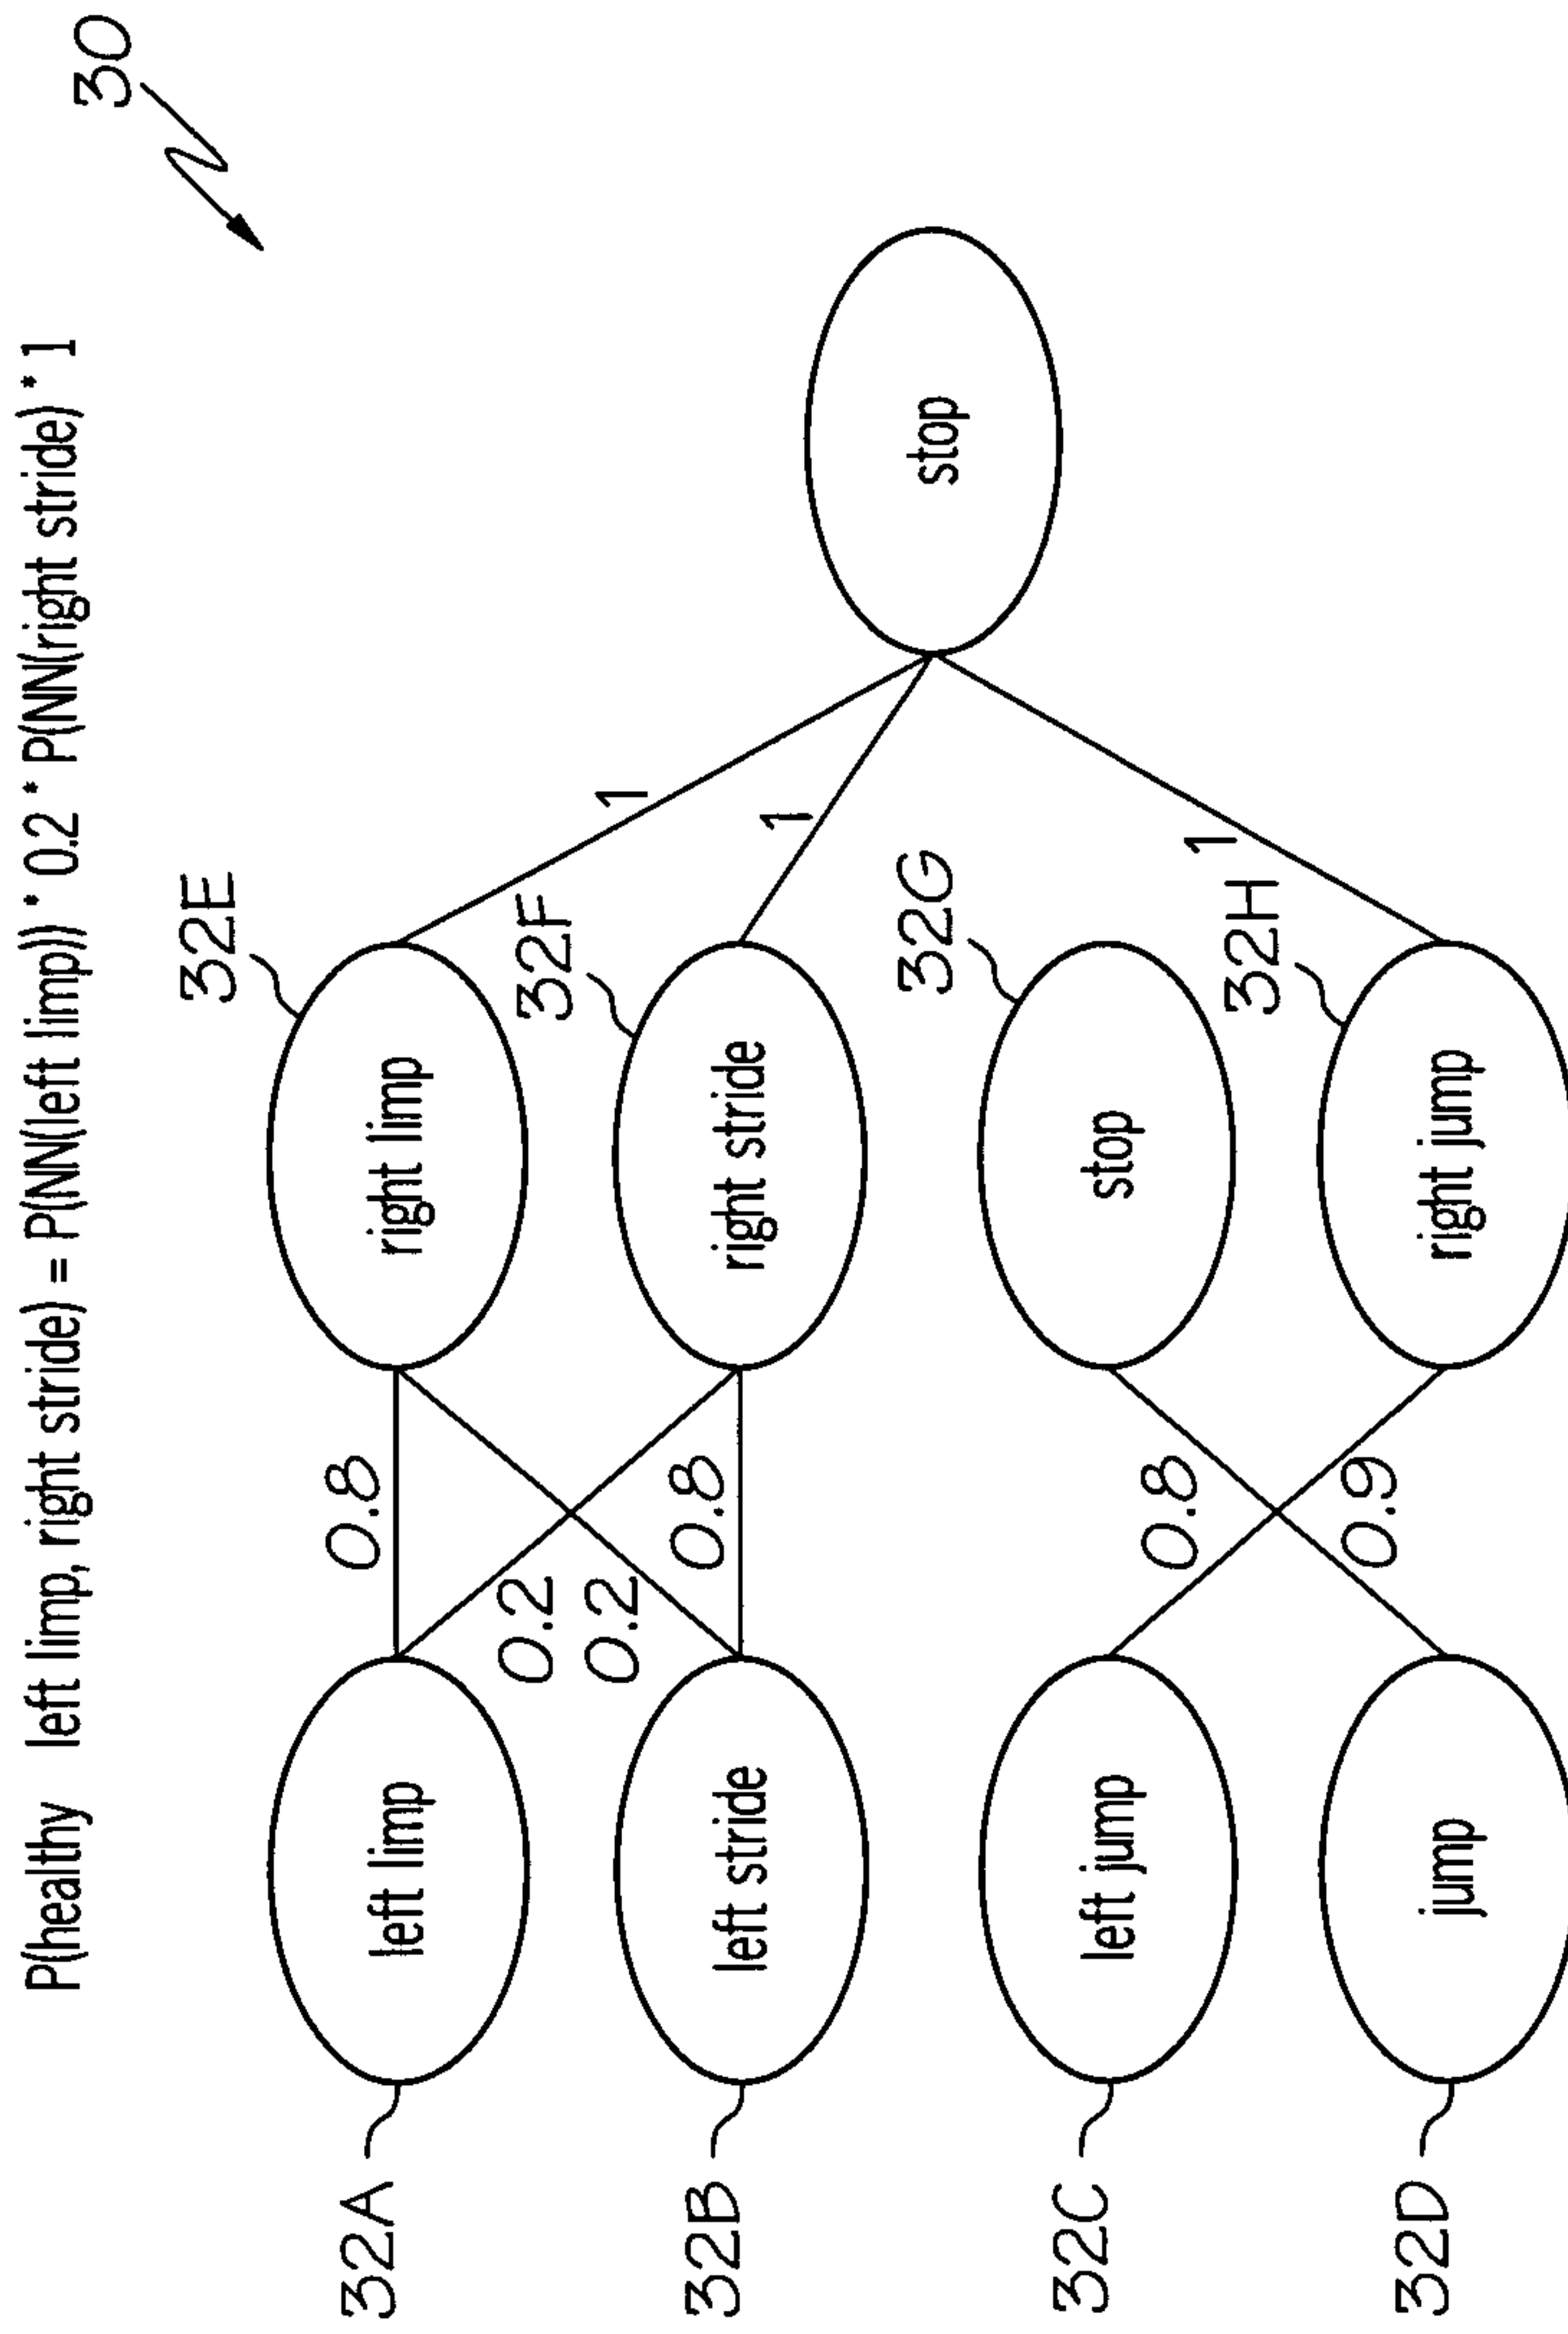 P(healthy left limp, right stride) = P(NN(left limp)) * 0.2 * P(NN(right stride) * 1
30
32A
left limp
0.8
right limp
32E
1
0.2
0.2
32B
left stride
0.8
right stride
32F
1
stop
32C
left jump
0.8
stop
32G
32D
jump
0.9
right jump
32H
1